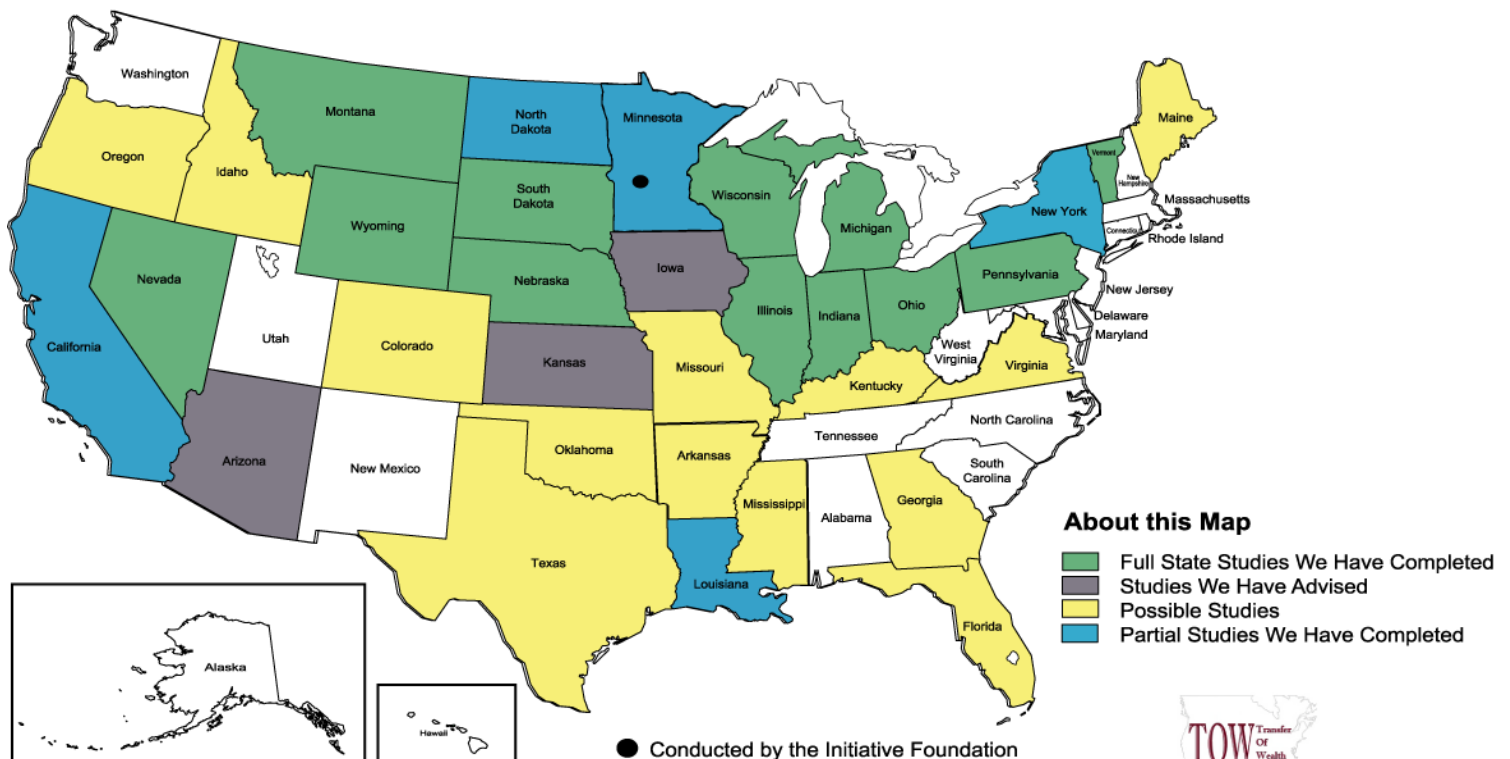 Washington
Montana
North
Dakota
Minnesota
Maine
Oregon
Idaho
South
Dakota
Wisconsin
Vermont
New
Hampshire
Massachusetts
Wyoming
Michigan
New York
Connecticut
Rhode Island
Nevada
Nebraska
Iowa
Pennsylvania
New Jersey
Illinois
Indiana
Ohio
Delaware
Maryland
California
Utah
Colorado
Kansas
Missouri
West
Virginia
Virginia
Kentucky
North Carolina
Tennessee
Arizona
New Mexico
Oklahoma
Arkansas
South
Carolina
Mississippi
Alabama
Georgia
Texas
Louisiana
Florida
Alaska
Hawaii
About this Map
Full State Studies We Have Completed
Studies We Have Advised
Possible Studies
Partial Studies We Have Completed
Conducted by the Initiative Foundation
TOW
Transfer
Of
Wealth